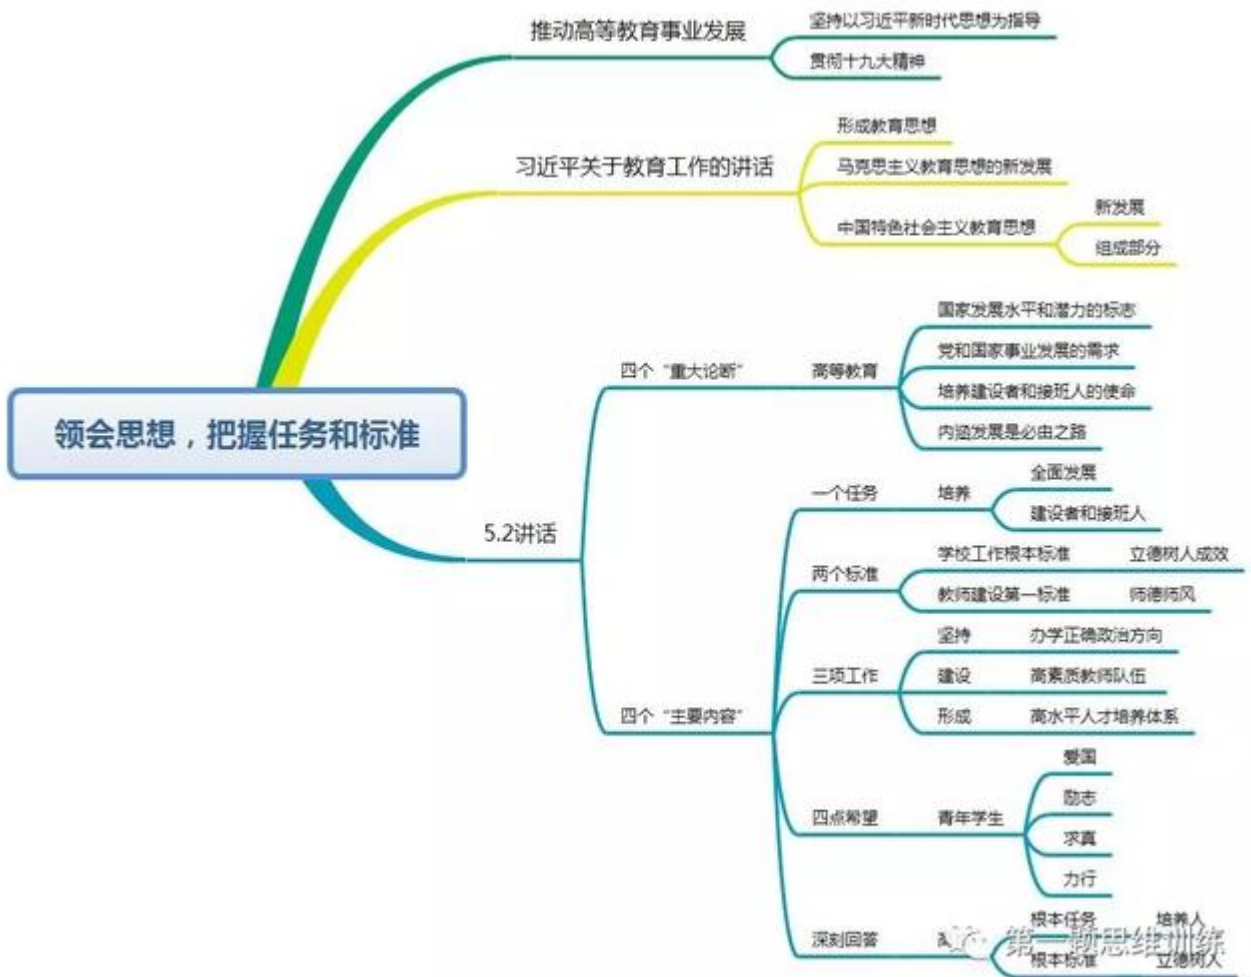 推动高等教育事业发展
坚持以习近平新时代思想为指导
贯彻十九大精神
习近平关于教育工作的讲话
形成教育思想
马克思主义教育思想的新发展
中国特色社会主义教育思想
新发展
组成部分
领会思想，把握任务和标准
5.2讲话
四个“重大论断”
高等教育
国家发展水平和潜力的标志
党和国家事业发展的需求
培养建设者和接班人的使命
内涵发展是必由之路
四个“主要内容”
一个任务
培养
全面发展
建设者和接班人
两个标准
学校工作根本标准
立德树人成效
教师建设第一标准
师德师风
三项工作
坚持
办学正确政治方向
建设
高素质教师队伍
形成
高水平人才培养体系
四点希望
青年学生
爱国
励志
求真
力行
深刻回答
根本任务
培养人
根本标准
立德树人
第一题思维训练